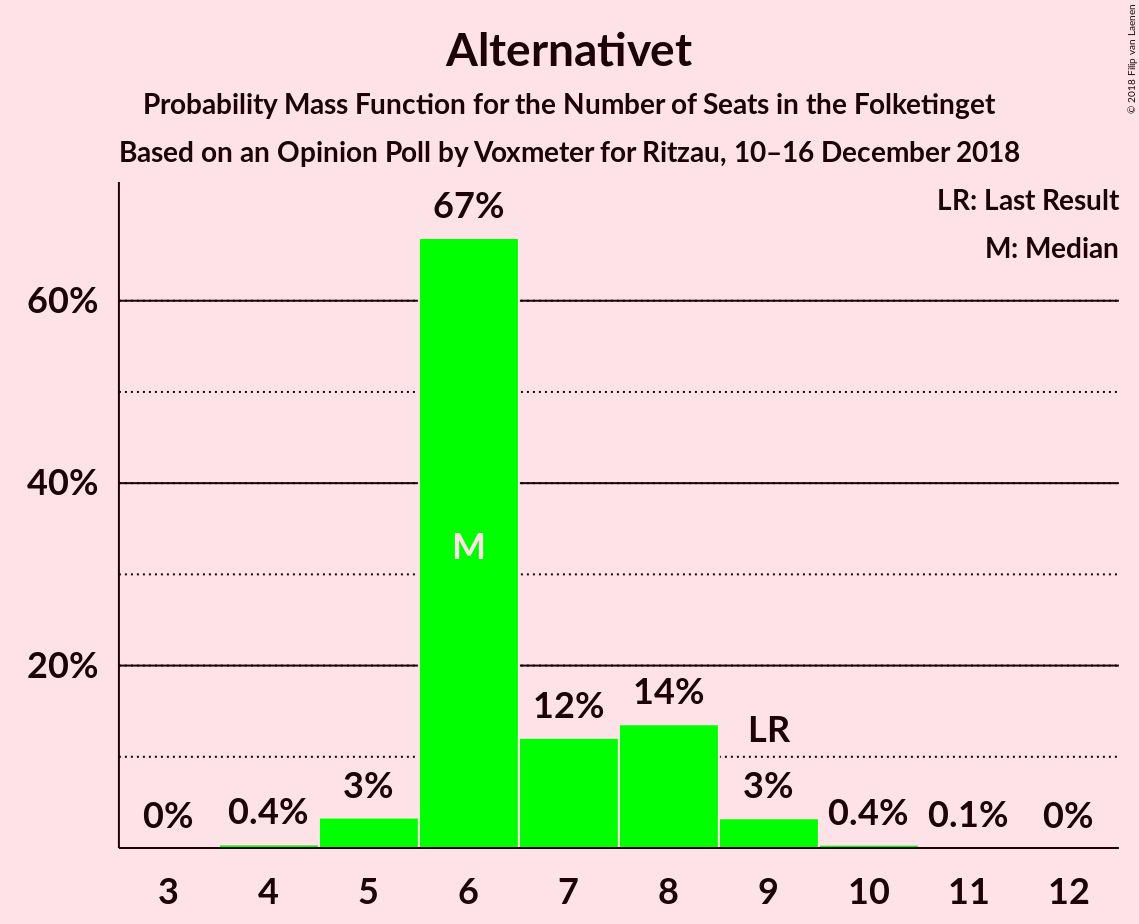 Alternativet
Probability Mass Function for the Number of Seats in the Folketinget
Based on an Opinion Poll by Voxmeter for Ritzau, 10–16 December 2018
© 2018 Filip van Laenen
LR: Last Result
M: Median
60%
40%
20%
0%
0.4%
3%
67%
M
12%
14%
LR
3%
0.4%
0.1%
0%
3 4 5 6 7 8 9 10 11 12